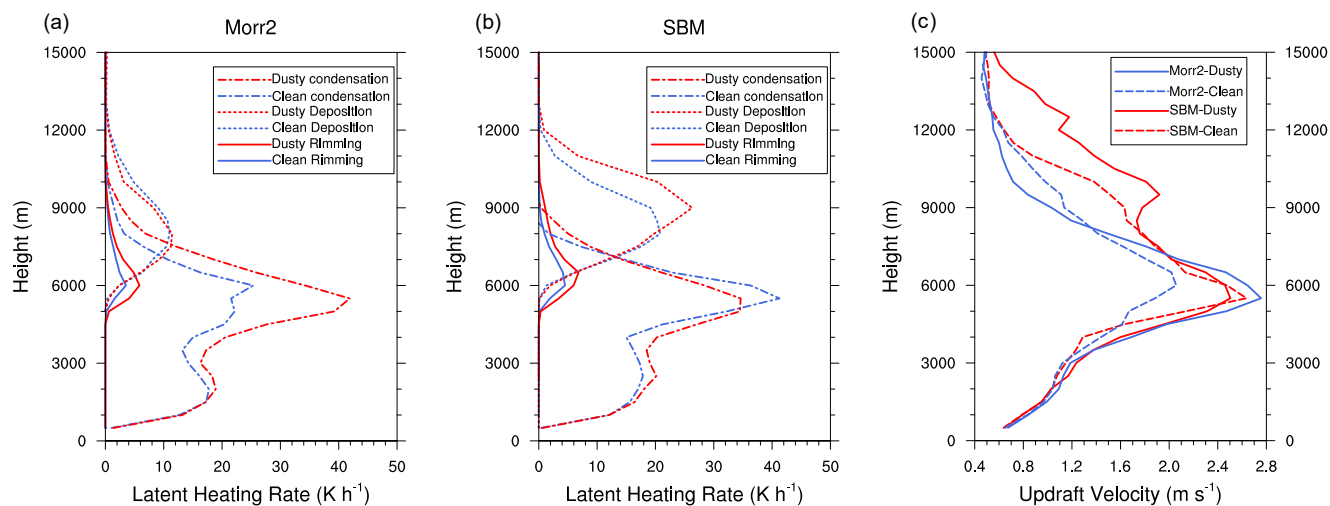 (a)
Morr2
15000
12000
9000
6000
3000
0
Height (m)
Dusty condensation
Clean condensation
Dusty Deposition
Clean Deposition
Dusty Rimming
Clean Rimming
0 10 20 30 40 50
Latent Heating Rate (K h⁻¹)
(b)
SBM
15000
12000
9000
6000
3000
0
Height (m)
Dusty condensation
Clean condensation
Dusty Deposition
Clean Deposition
Dusty Rimming
Clean Rimming
0 10 20 30 40 50
Latent Heating Rate (K h⁻¹)
(c)
15000 15000
12000 12000
9000 9000
6000 6000
3000 3000
0 0
Height (m)
Morr2-Dusty
Morr2-Clean
SBM-Dusty
SBM-Clean
0.4 0.8 1.2 1.6 2.0 2.4 2.8
Updraft Velocity (m s⁻¹)